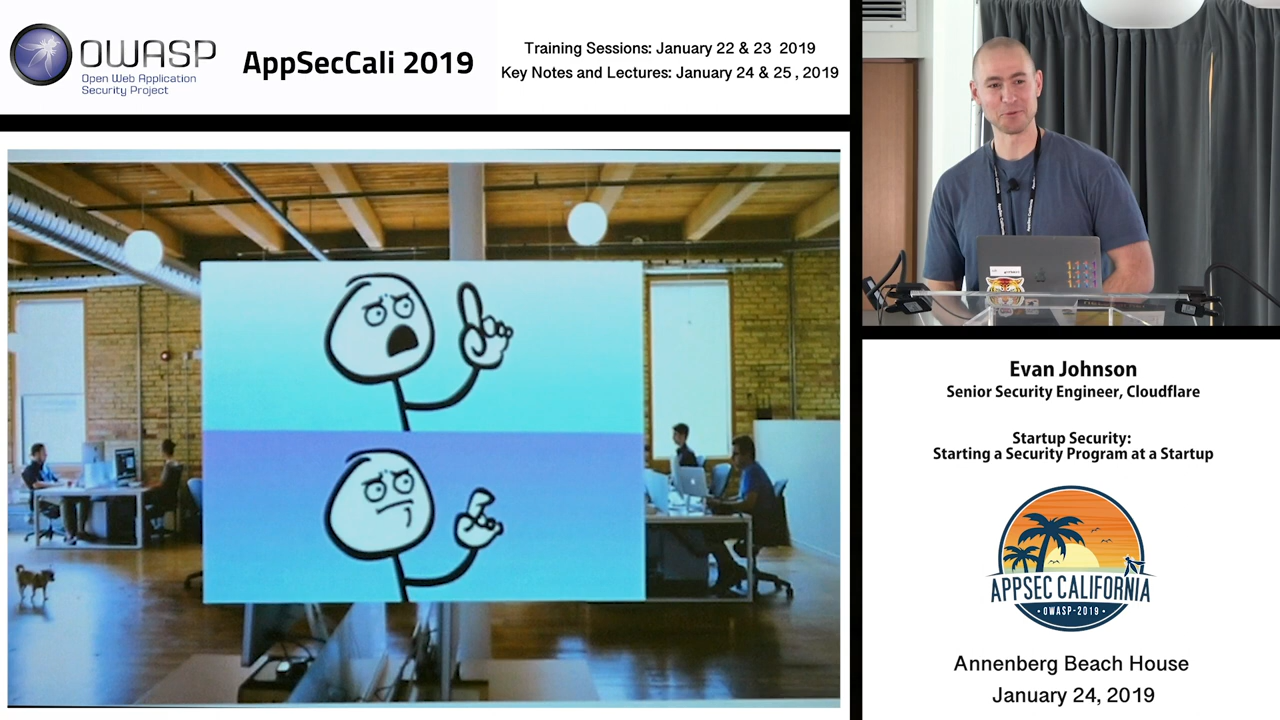 OWASP
Open Web Application
Security Project
AppSecCali 2019
Training Sessions: January 22 & 23 2019
Key Notes and Lectures: January 24 & 25 , 2019
Evan Johnson
Senior Security Engineer, Cloudflare
Startup Security:
Starting a Security Program at a Startup
APPSEC CALIFORNIA
• OWASP-2019 •
Annenberg Beach House
January 24, 2019